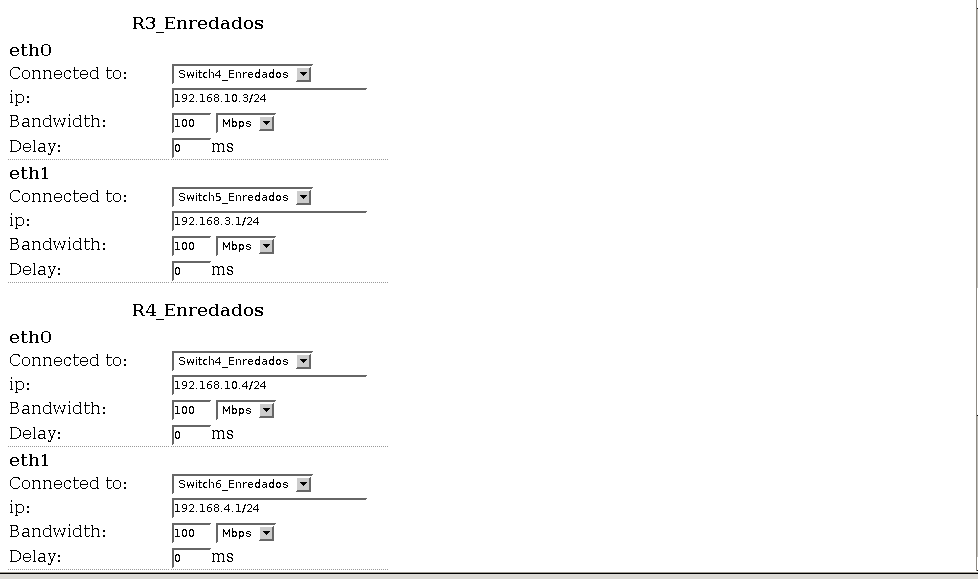 R3_Enredados
eth0
Connected to: Switch4_Enredados
ip: 192.168.10.3/24
Bandwidth: 100 Mbps
Delay: 0 ms
eth1
Connected to: Switch5_Enredados
ip: 192.168.3.1/24
Bandwidth: 100 Mbps
Delay: 0 ms
R4_Enredados
eth0
Connected to: Switch4_Enredados
ip: 192.168.10.4/24
Bandwidth: 100 Mbps
Delay: 0 ms
eth1
Connected to: Switch6_Enredados
ip: 192.168.4.1/24
Bandwidth: 100 Mbps
Delay: 0 ms